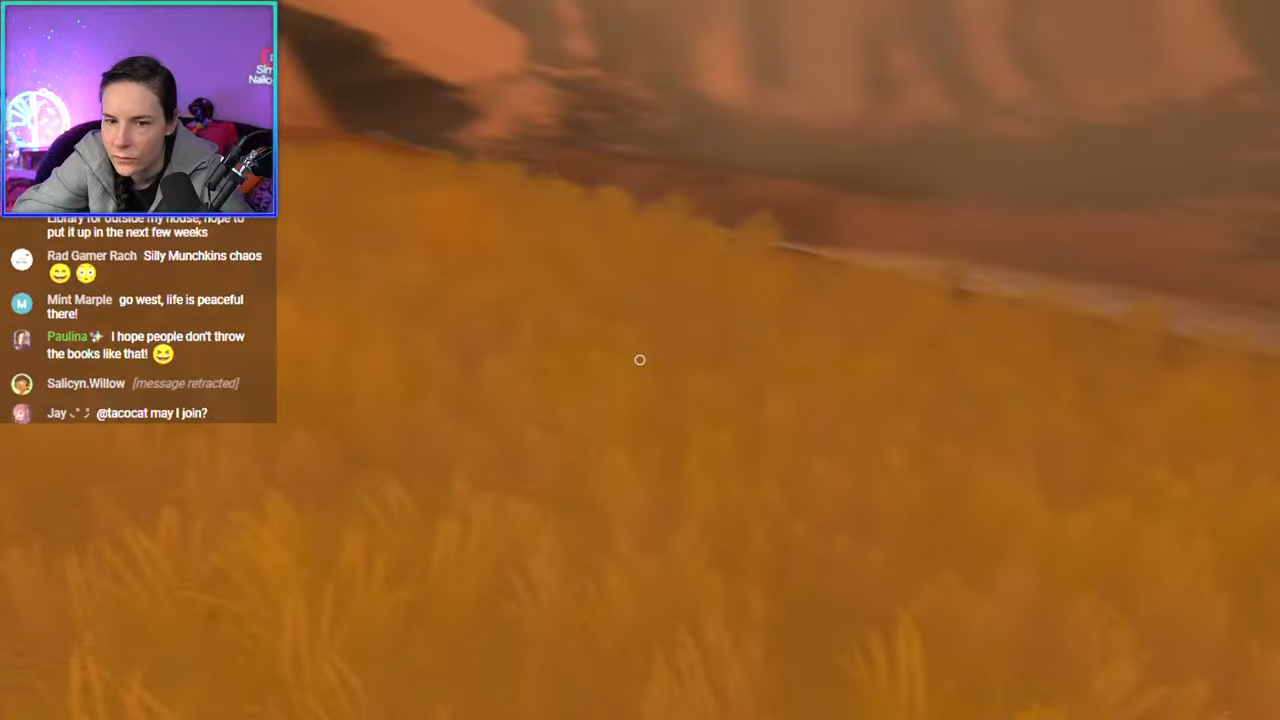 Library for outside my house, hope to
put it up in the next few weeks
Rad Gamer Rach Silly Munchkins chaos
Mint Marple go west, life is peaceful
there!
M
Paulina I hope people don't throw
the books like that!
Salicyn.Willow [message retracted]
Jay @tacocat may I join?